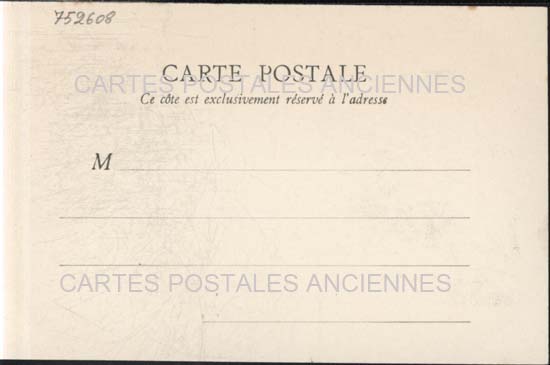 752608
CARTE POSTALE
CARTES POSTALES ANCIENNES
Ce côte est exclusivement réservé à l'adresse
M
CARTES POSTALES ANCIENNES